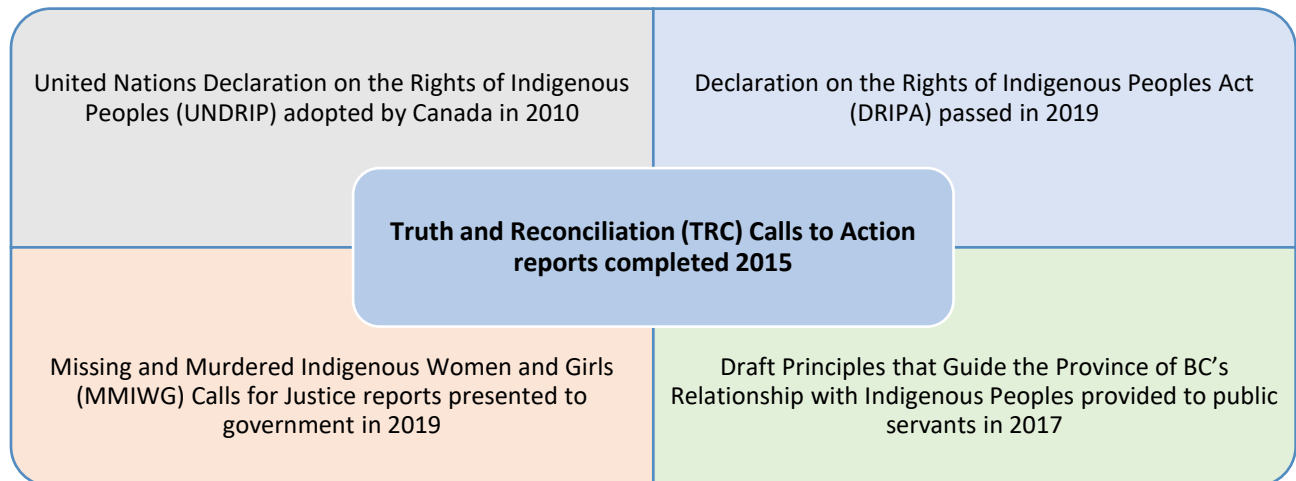 United Nations Declaration on the Rights of Indigenous
Peoples (UNDRIP) adopted by Canada in 2010
Declaration on the Rights of Indigenous Peoples Act
(DRIPA) passed in 2019
Truth and Reconciliation (TRC) Calls to Action
reports completed 2015
Missing and Murdered Indigenous Women and Girls
(MMIWG) Calls for Justice reports presented to
government in 2019
Draft Principles that Guide the Province of BC’s
Relationship with Indigenous Peoples provided to public
servants in 2017